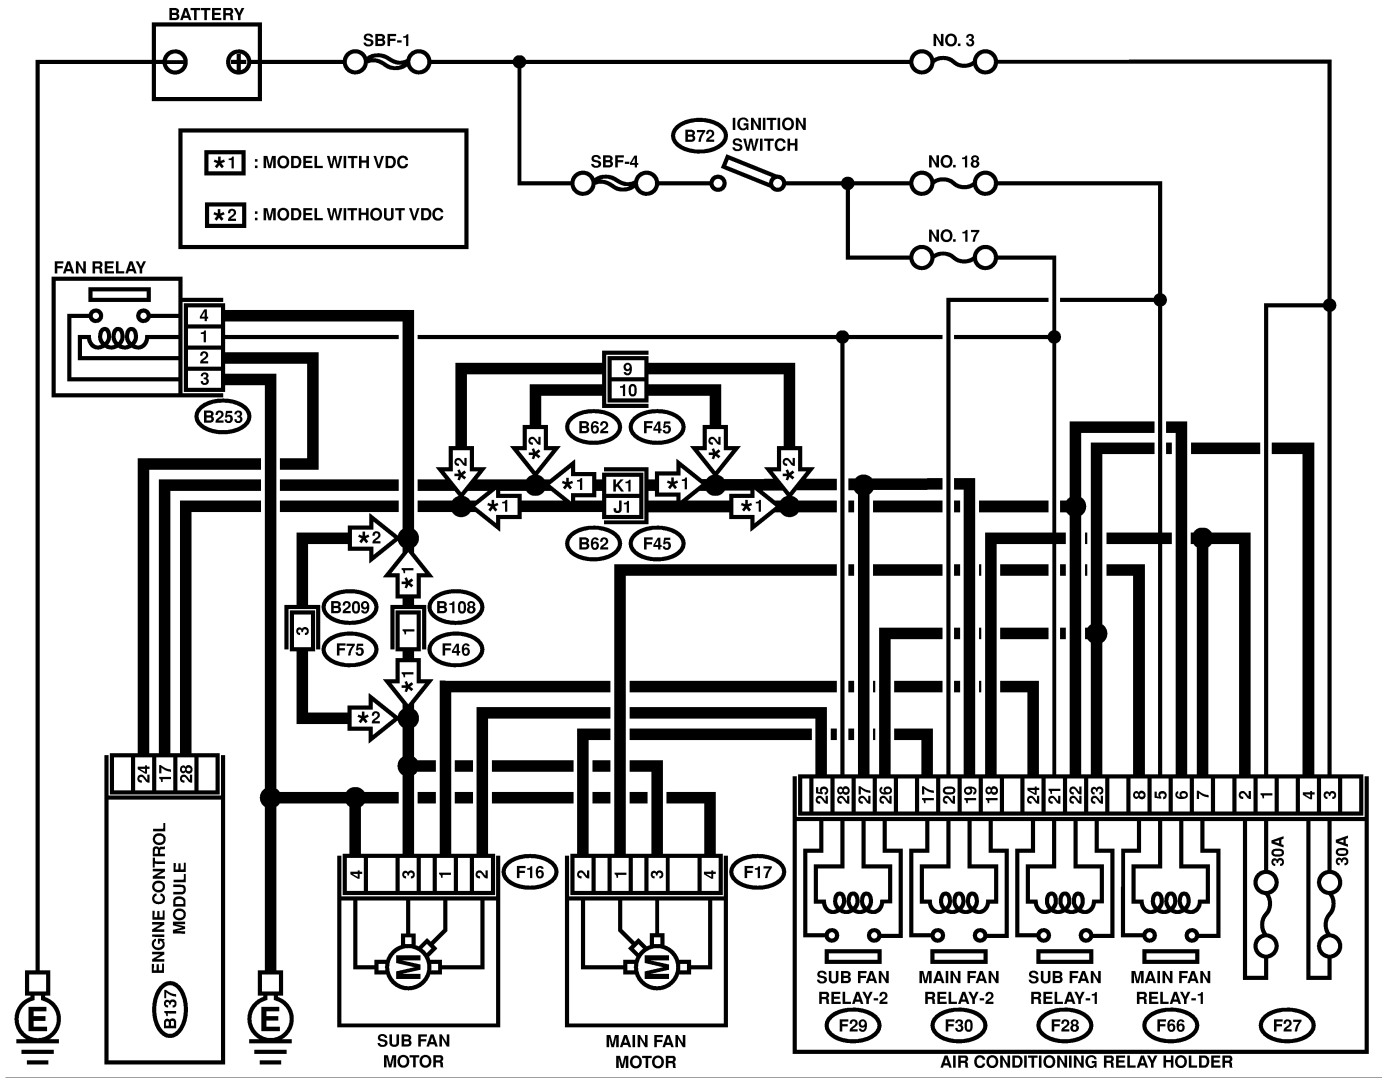 BATTERY
SBF-1
NO. 3
B72
IGNITION
SWITCH
*1 : MODEL WITH VDC
*2 : MODEL WITHOUT VDC
SBF-4
NO. 18
NO. 17
FAN RELAY
4
1
2
3
B253
9
10
B62
F45
*2
*2
*2
*2
*1
K1
*1
*1
J1
*1
B62
F45
*2
*1
B209
B108
3
1
F75
F46
*1
*2
24
17
28
25
28
27
26
17
20
19
18
24
21
22
23
8
5
6
7
2
1
4
3
ENGINE CONTROL
MODULE
B137
4
3
1
2
F16
2
1
3
4
F17
30A
30A
M
M
E
E
SUB FAN
MOTOR
MAIN FAN
MOTOR
SUB FAN
RELAY-2
MAIN FAN
RELAY-2
SUB FAN
RELAY-1
MAIN FAN
RELAY-1
F29
F30
F28
F66
F27
AIR CONDITIONING RELAY HOLDER